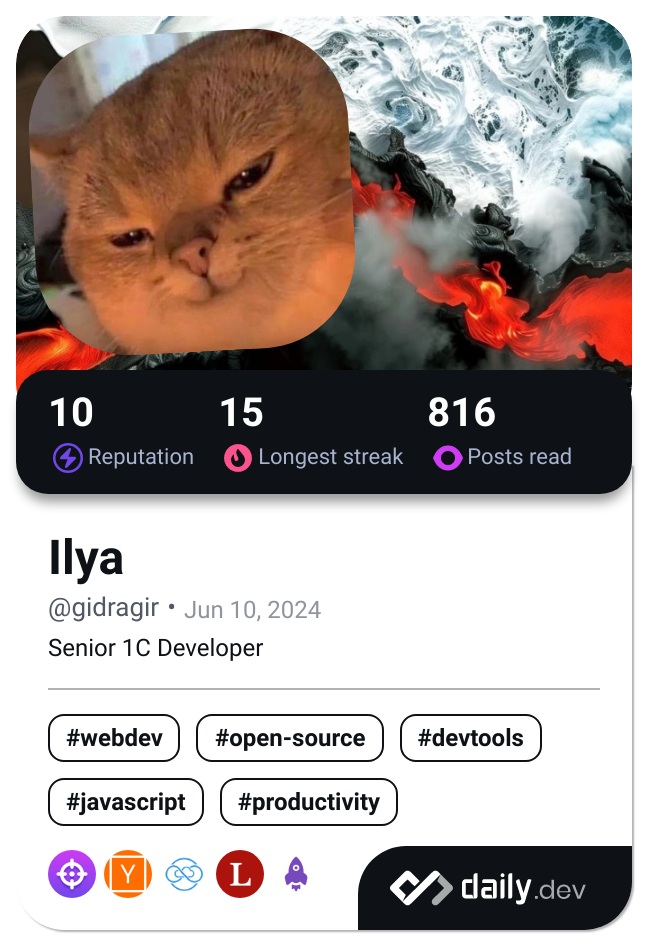 10 15 816
Reputation Longest streak Posts read
Ilya
@gidragir • Jun 10, 2024
Senior 1C Developer
#webdev #open-source #devtools
#javascript #productivity
Y L
daily.dev